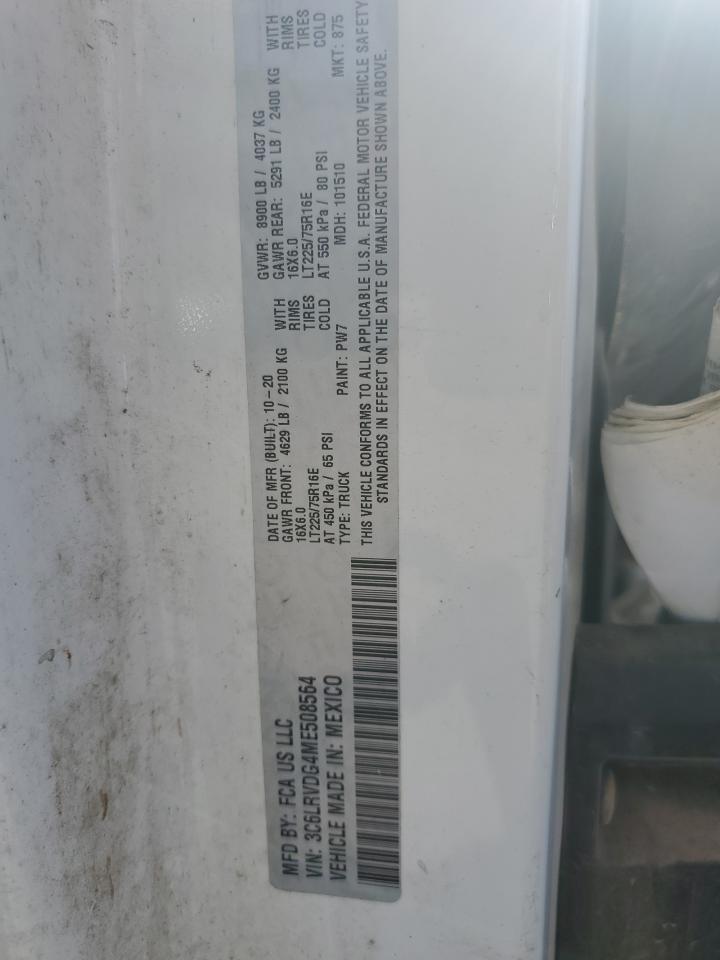 MFD BY: FCA US LLC
VIN: 3C6LRVDG4ME508564
VEHICLE MADE IN: MEXICO
DATE OF MFR (BUILT): 10-20
GAWR FRONT: 4629 LB / 2100 KG WITH
16X6.0 RIMS
LT225/75R16E TIRES
AT 450 kPa / 65 PSI COLD
TYPE: TRUCK
PAINT: PW7
GVWR: 8900 LB / 4037 KG
GAWR REAR: 5291 LB / 2400 KG WITH
16X6.0 RIMS
LT225/75R16E TIRES
AT 550 kPa / 80 PSI COLD
MDH: 101510
MKT: 875
THIS VEHICLE CONFORMS TO ALL APPLICABLE U.S.A. FEDERAL MOTOR VEHICLE SAFETY
STANDARDS IN EFFECT ON THE DATE OF MANUFACTURE SHOWN ABOVE.